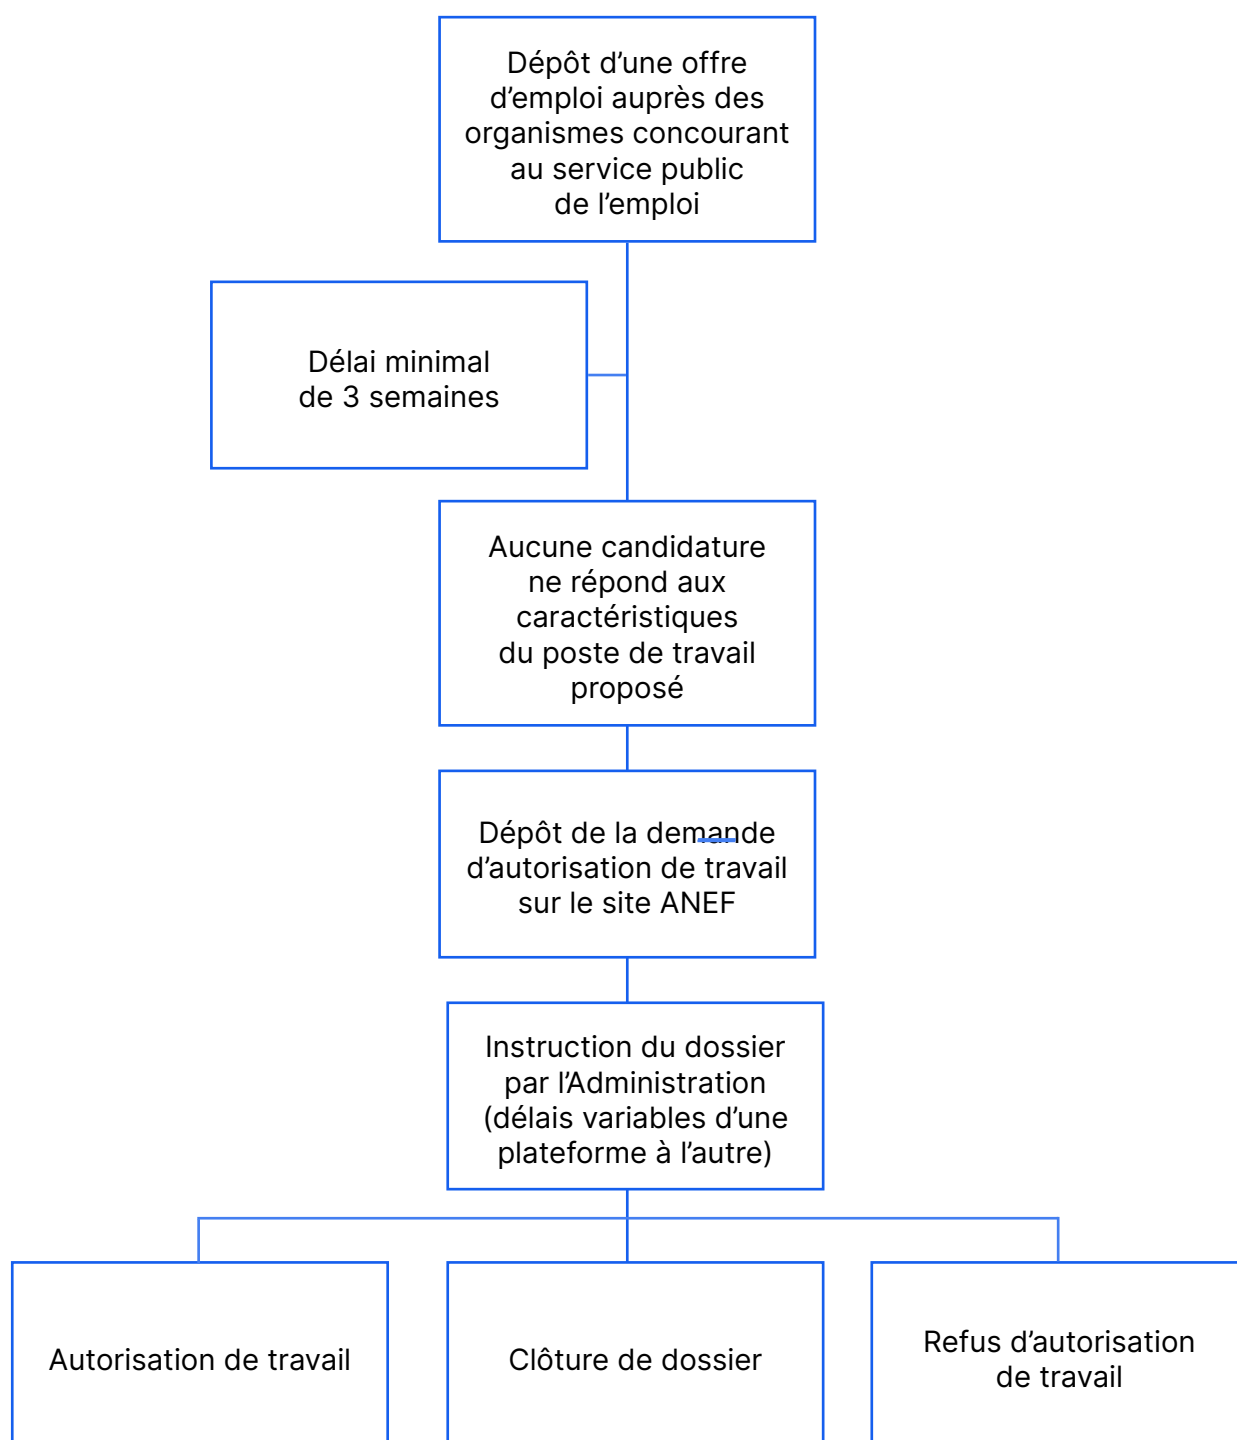 Dépôt d’une offre
d’emploi auprès des
organismes concourant
au service public
de l’emploi
Délai minimal
de 3 semaines
Aucune candidature
ne répond aux
caractéristiques
du poste de travail
proposé
Dépôt de la demande
d’autorisation de travail
sur le site ANEF
Instruction du dossier
par l’Administration
(délais variables d’une
plateforme à l’autre)
Autorisation de travail
Clôture de dossier
Refus d’autorisation
de travail